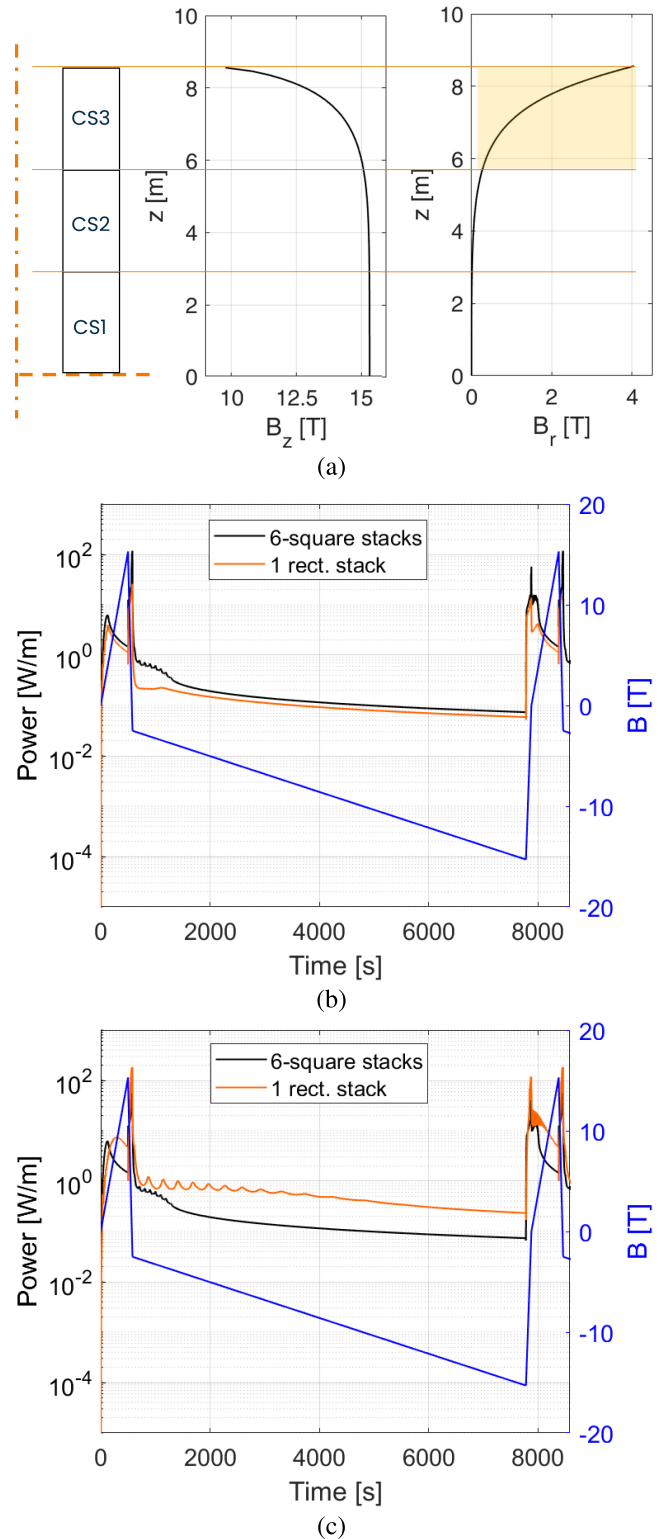 CS3
CS2
CS1
8
6
4
2
0
z [m]
10
12.5
15
B_z [T]
8
6
4
2
0
z [m]
0
2
4
B_r [T]
(a)
6-square stacks
1 rect. stack
10^2
10^0
10^-2
10^-4
Power [W/m]
20
10
0
-10
-20
B [T]
0
2000
4000
6000
8000
Time [s]
(b)
6-square stacks
1 rect. stack
10^2
10^0
10^-2
10^-4
Power [W/m]
20
10
0
-10
-20
B [T]
0
2000
4000
6000
8000
Time [s]
(c)